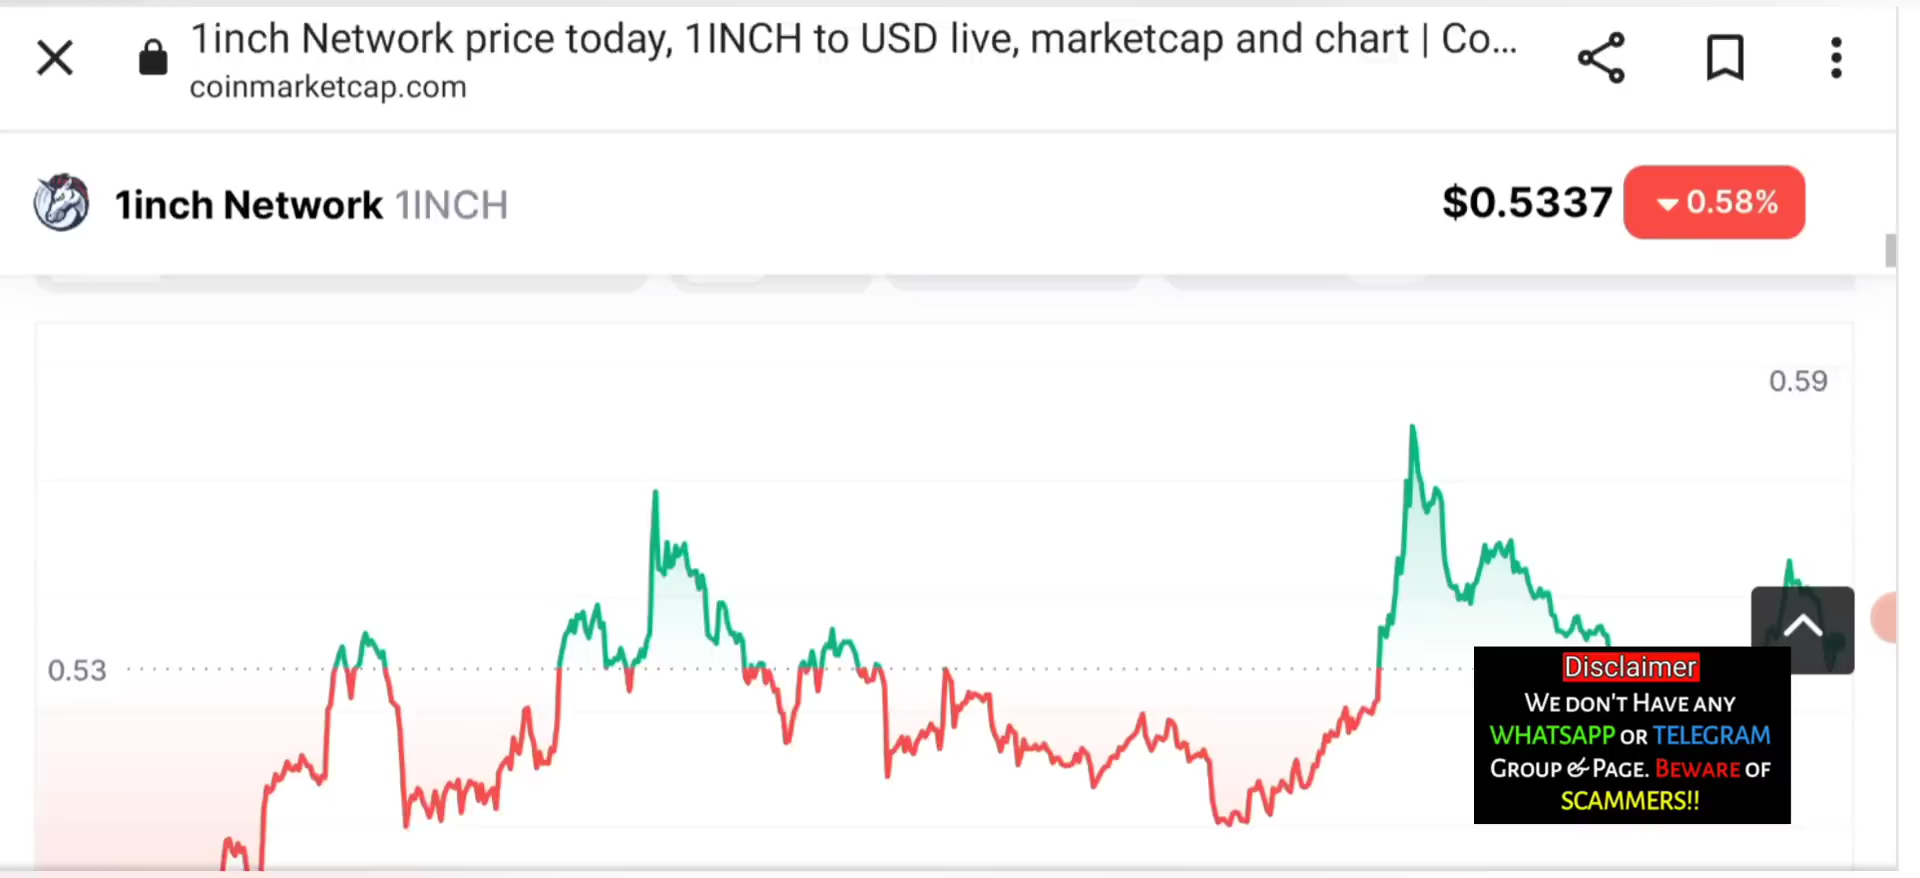 1inch Network price today, 1INCH to USD live, marketcap and chart | Co...
coinmarketcap.com
1inch Network 1INCH
$0.5337
0.58%
0.59
0.53
Disclaimer
WE DON'T HAVE ANY
WHATSAPP OR TELEGRAM
GROUP & PAGE. BEWARE OF
SCAMMERS!!